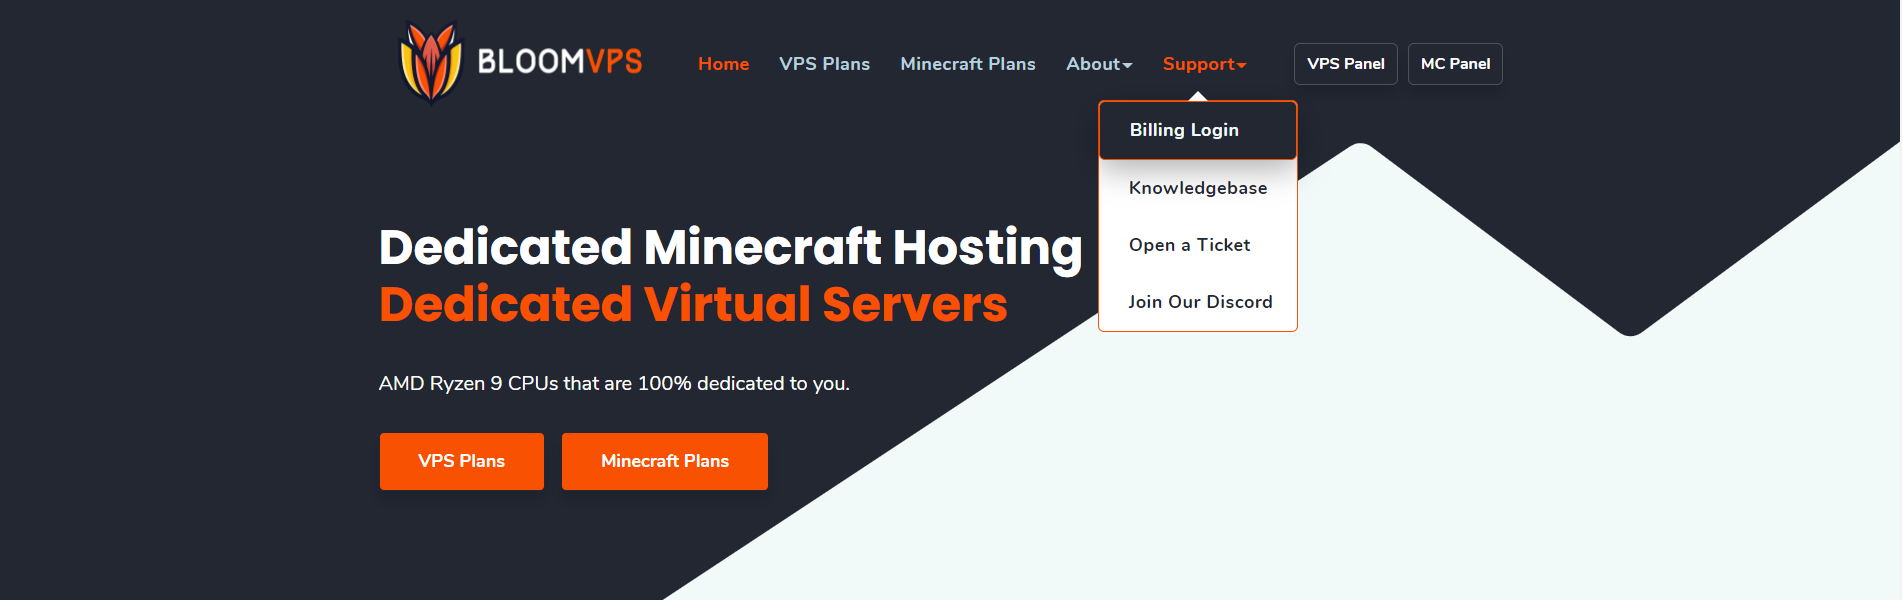 BLOOMVPS
Home VPS Plans Minecraft Plans About Support VPS Panel MC Panel
Billing Login
Knowledgebase
Open a Ticket
Join Our Discord
Dedicated Minecraft Hosting
Dedicated Virtual Servers
AMD Ryzen 9 CPUs that are 100% dedicated to you.
VPS Plans Minecraft Plans